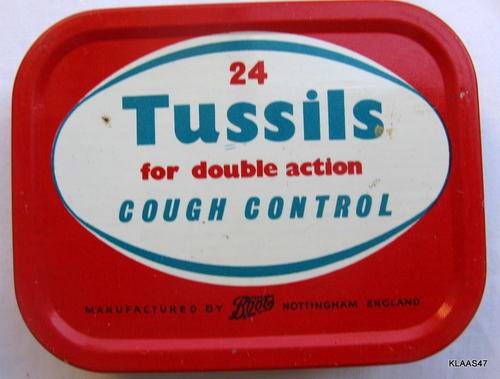 24
Tussils
for double action
COUGH CONTROL
MANUFACTURED BY Boots NOTTINGHAM ENGLAND
KLAAS47